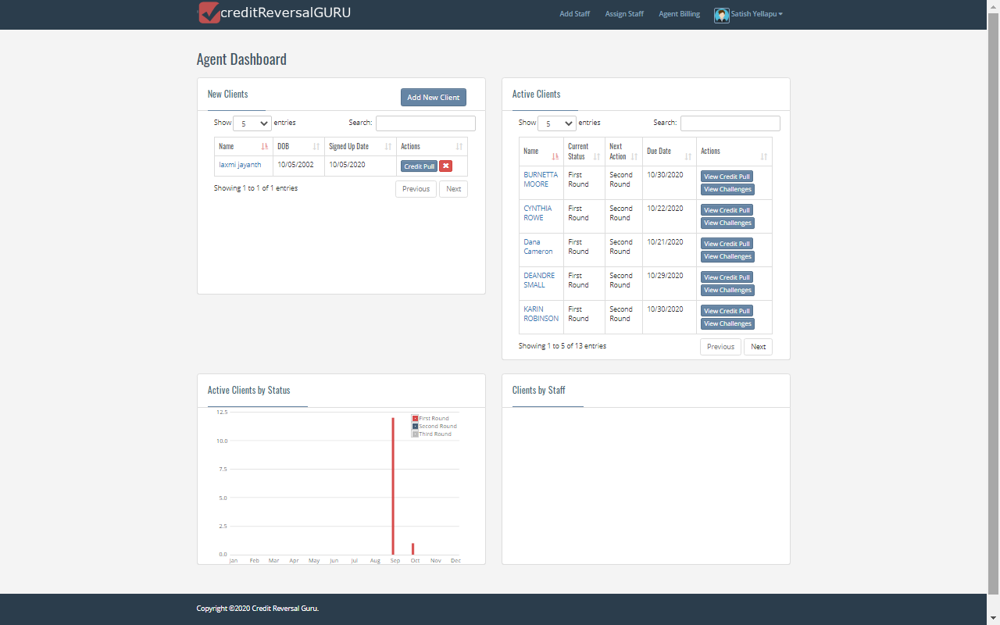 creditReversalGURU
Add Staff Assign Staff Agent Billing Satish Yellapu
Agent Dashboard
New Clients
Add New Client
Show 5 entries Search:
Name DOB Signed Up Date Actions
laxmi jayanth 10/05/2002 10/05/2020 Credit Pull
Showing 1 to 1 of 1 entries Previous Next
Active Clients
Show 5 entries Search:
Name Current Status Next Action Due Date Actions
BURNETTA MOORE First Round Second Round 10/30/2020 View Credit Pull View Challenges
CYNTHIA ROWE First Round Second Round 10/22/2020 View Credit Pull View Challenges
Dana Cameron First Round Second Round 10/21/2020 View Credit Pull View Challenges
DEANDRE SMALL First Round Second Round 10/29/2020 View Credit Pull View Challenges
KARIN ROBINSON First Round Second Round 10/30/2020 View Credit Pull View Challenges
Showing 1 to 5 of 13 entries Previous Next
Active Clients by Status
12.5
10.0
7.5
5.0
2.5
0.0
First Round
Second Round
Third Round
Jan Feb Mar Apr May Jun Jul Aug Sep Oct Nov Dec
Clients by Staff
Copyright ©2020 Credit Reversal Guru.